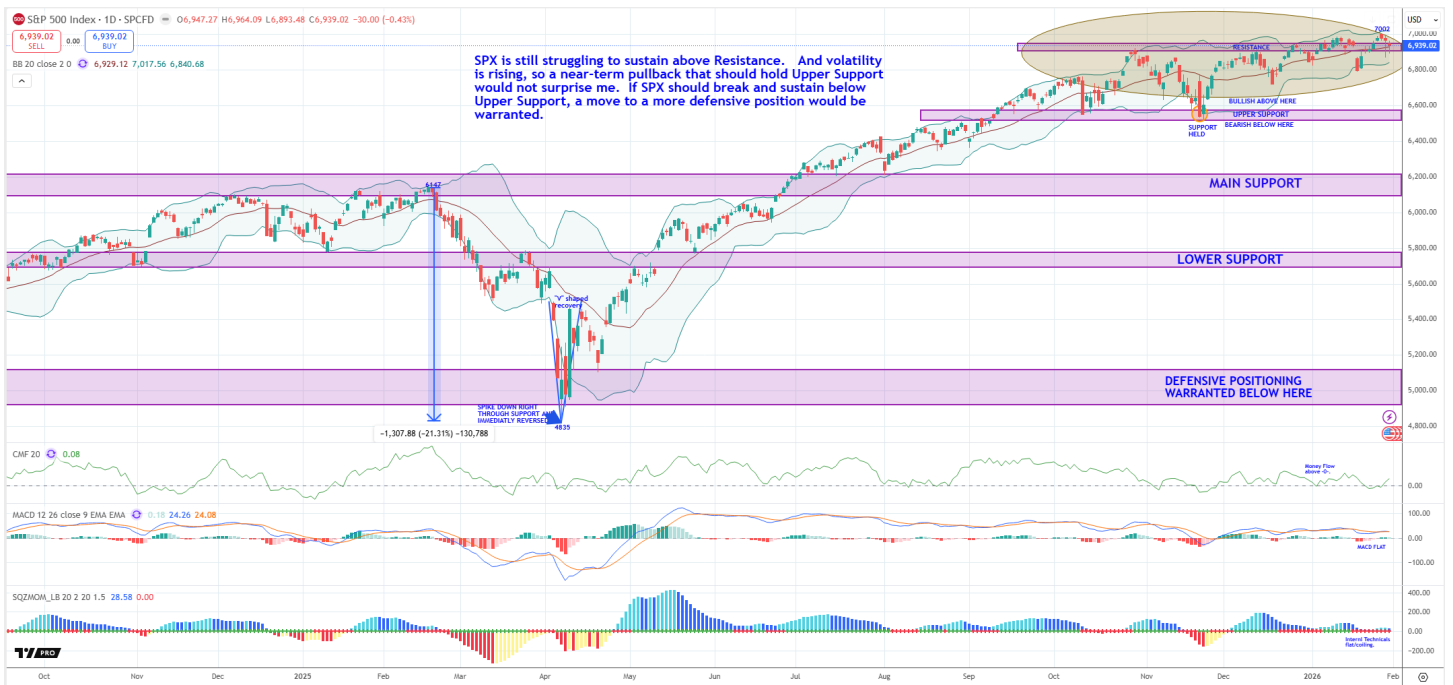 S&P 500 Index · 1D · SPCFD O6,947.27 H6,964.09 L6,893.48 C6,939.02 −30.00 (−0.43%)
USD
6,939.02
SELL
0.00
6,939.02
BUY
BB 20 close 2 0 6,929.12 7,017.56 6,840.68
SPX is still struggling to sustain above Resistance. And volatility
is rising, so a near-term pullback that should hold Upper Support
would not surprise me. If SPX should break and sustain below
Upper Support, a move to a more defensive position would be
warranted.
7002
RESISTANCE
BULLISH ABOVE HERE
UPPER SUPPORT
BEARISH BELOW HERE
SUPPORT
HELD
MAIN SUPPORT
6147
LOWER SUPPORT
"V" shaped
recovery
DEFENSIVE POSITIONING
WARRANTED BELOW HERE
SPIKE DOWN RIGHT
THROUGH SUPPORT
IMMEDIATLY REVERSED
4835
−1,307.88 (−21.31%) −130,788
7,000.00
6,939.02
6,800.00
6,600.00
6,400.00
6,200.00
6,000.00
5,800.00
5,600.00
5,400.00
5,200.00
5,000.00
4,800.00
CMF 20 0.08
Money Flow
above -0-.
0.00
MACD 12 26 close 9 EMA EMA 0.18 24.26 24.08
MACD FLAT
100.00
0.00
−100.00
SQZMOM_LB 20 2 20 1.5 28.58 0.00
Internl Technicals
flat/coiling.
400.00
200.00
0.00
−200.00
TV PRO
Oct Nov Dec 2025 Feb Mar Apr May Jun Jul Aug Sep Oct Nov Dec 2026 Feb